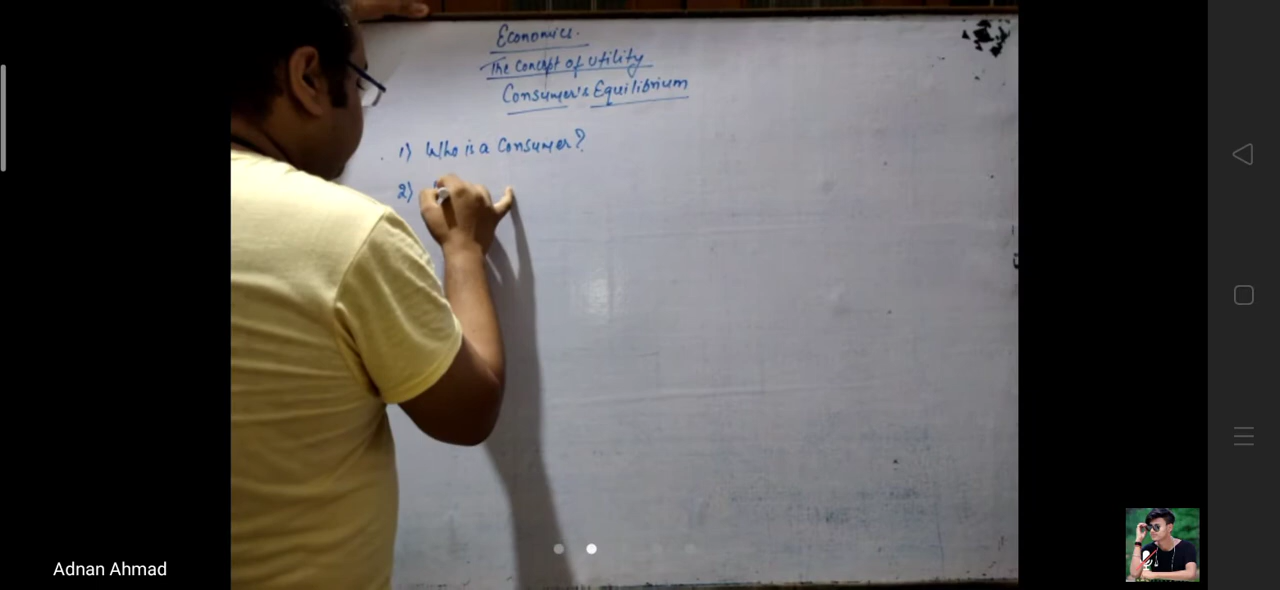 Economics.
The Concept of Utility
Consumer's Equilibrium
1) Who is a Consumer?
2)
Adnan Ahmad